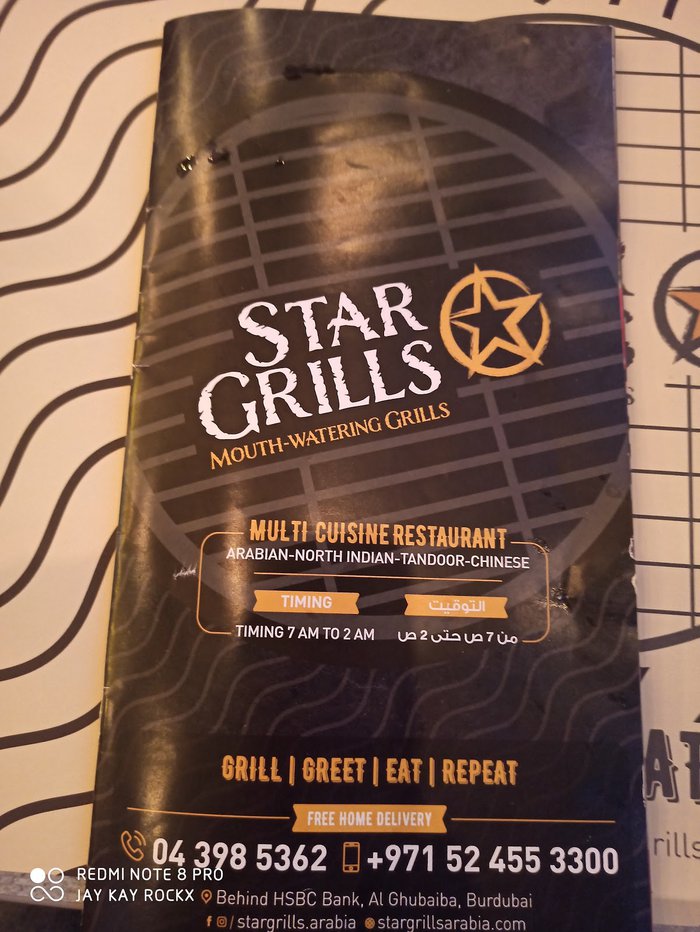 STAR
GRILLS
MOUTH-WATERING GRILLS
MULTI CUISINE RESTAURANT
ARABIAN-NORTH INDIAN-TANDOOR-CHINESE
TIMING
التوقيت
TIMING 7 AM TO 2 AM
من 7 ص حتى 2 ص
GRILL | GREET | EAT | REPEAT
FREE HOME DELIVERY
04 398 5362 +971 52 455 3300
Behind HSBC Bank, Al Ghubaiba, Burdubai
/ stargrills.arabia stargrillsarabia.com
REDMI NOTE 8 PRO
JAY KAY ROCKX